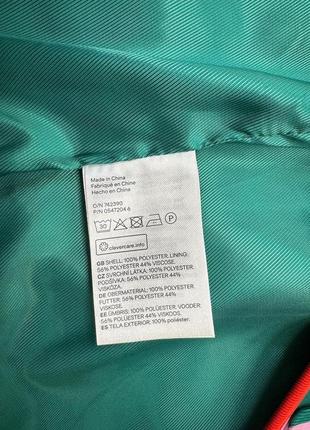 Made in China
Fabriqué en Chine
Hecho en China
O/N 742390
P/N 0547204 6
30
P
clevercare.info
GB SHELL: 100% POLYESTER. LINING:
56% POLYESTER 44% VISCOSE.
CZ SVRCHNÍ LÁTKA: 100% POLYESTER.
PODŠÍVKA: 56% POLYESTER 44%
VISKÓZA.
DE OBERMATERIAL: 100% POLYESTER.
FUTTER: 56% POLYESTER 44%
VISKOSE.
EE ÜMBRIS: 100% POLÜESTER. VOODER:
56% POLÜESTER 44% VISKOOS.
ES TELA EXTERIOR: 100% poliéster.